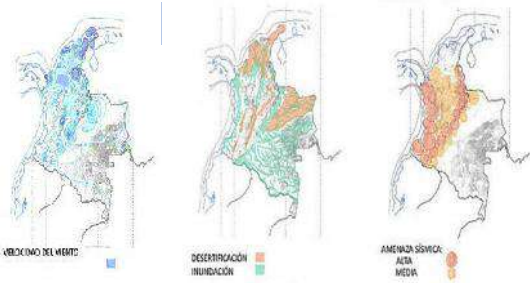 VELOCIDAD DEL VIENTO
DESERTIFICACIÓN
INUNDACIÓN
AMENAZA SÍSMICA:
ALTA
MEDIA